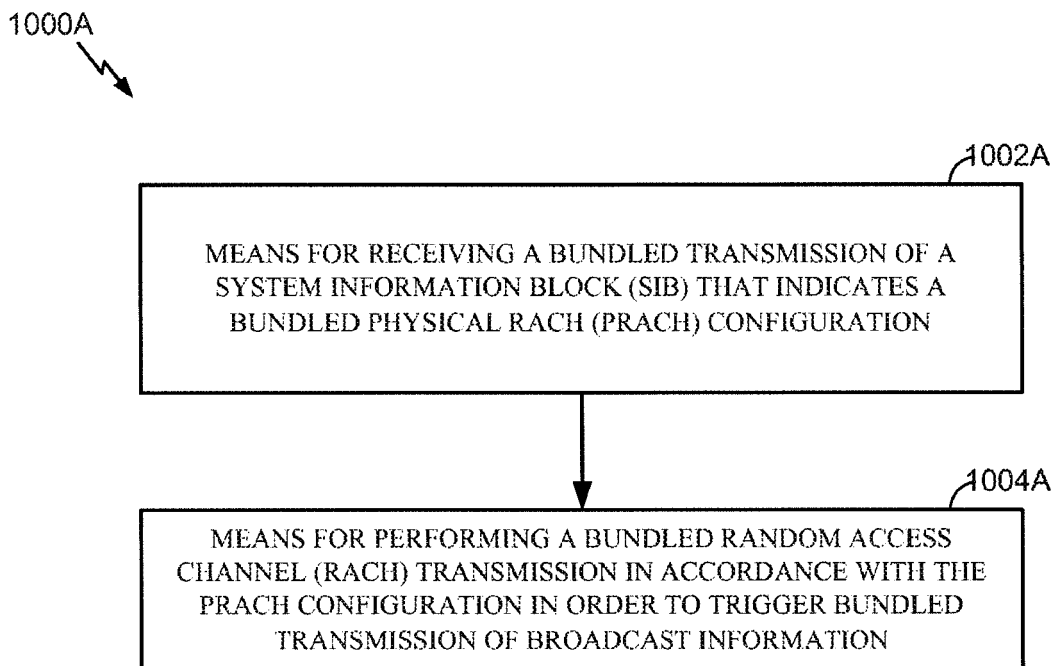 1000A
1002A
MEANS FOR RECEIVING A BUNDLED TRANSMISSION OF A
SYSTEM INFORMATION BLOCK (SIB) THAT INDICATES A
BUNDLED PHYSICAL RACH (PRACH) CONFIGURATION
1004A
MEANS FOR PERFORMING A BUNDLED RANDOM ACCESS
CHANNEL (RACH) TRANSMISSION IN ACCORDANCE WITH THE
PRACH CONFIGURATION IN ORDER TO TRIGGER BUNDLED
TRANSMISSION OF BROADCAST INFORMATION